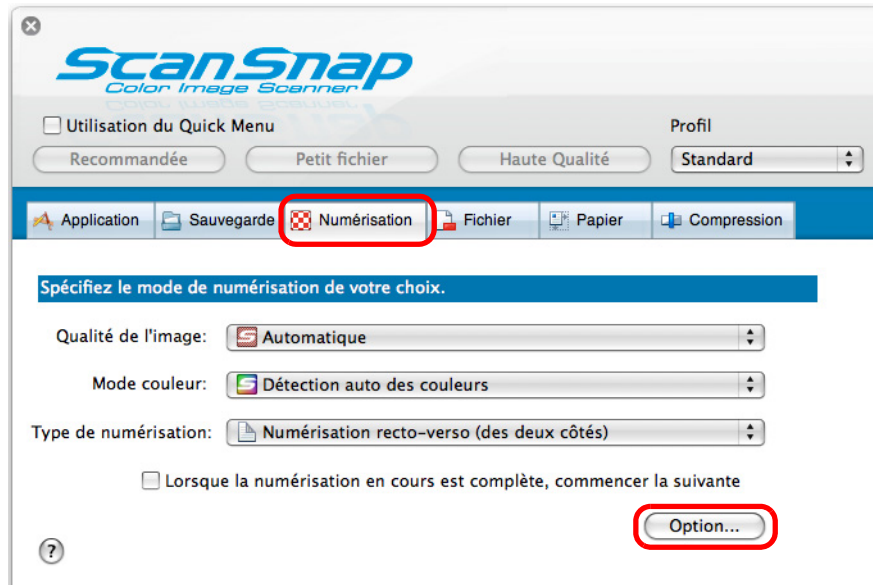 ScanSnap
Color Image Scanner
Utilisation du Quick Menu
Profil
Recommandée Petit fichier Haute Qualité Standard
Application Sauvegarde Numérisation Fichier Papier Compression
Spécifiez le mode de numérisation de votre choix.
Qualité de l'image: Automatique
Mode couleur: Détection auto des couleurs
Type de numérisation: Numérisation recto-verso (des deux côtés)
Lorsque la numérisation en cours est complète, commencer la suivante
Option...
?